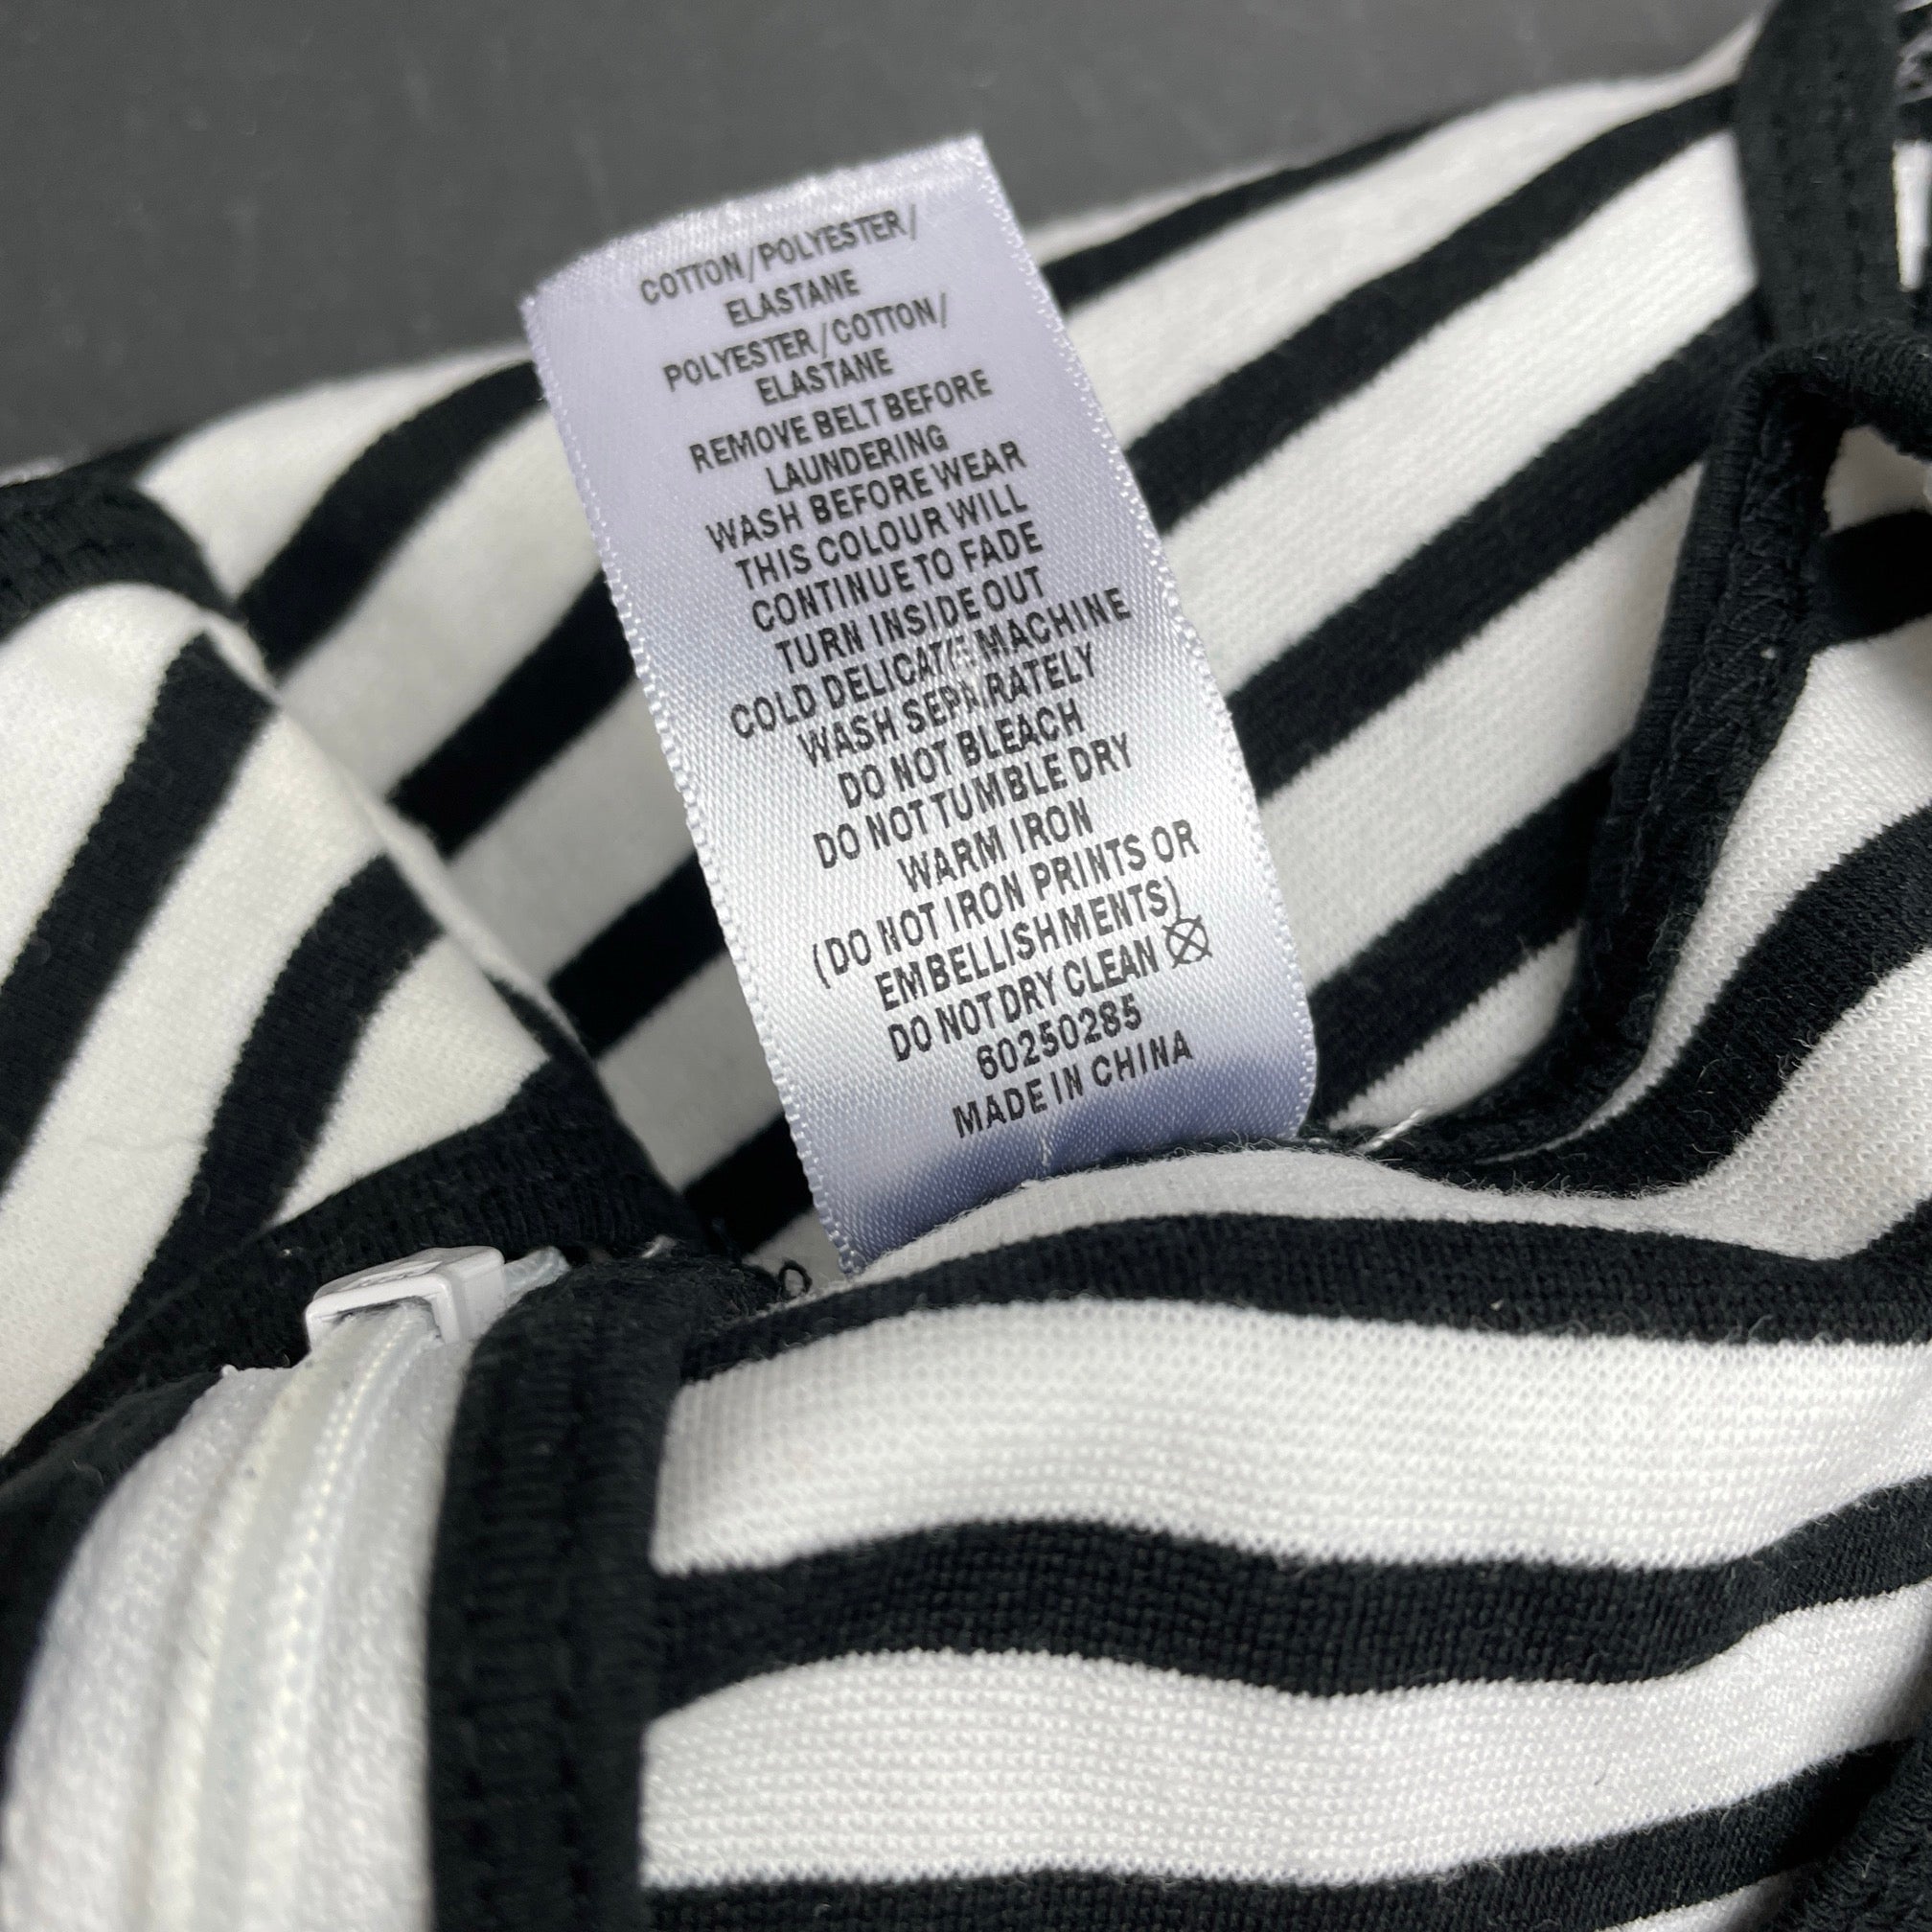 COTTON/POLYESTER/
ELASTANE
POLYESTER/COTTON/
ELASTANE
REMOVE BELT BEFORE
LAUNDERING
WASH BEFORE WEAR
THIS COLOUR WILL
CONTINUE TO FADE
TURN INSIDE OUT
COLD DELICATE MACHINE
WASH SEPARATELY
DO NOT BLEACH
DO NOT TUMBLE DRY
WARM IRON
(DO NOT IRON PRINTS OR
EMBELLISHMENTS)
DO NOT DRY CLEAN
60250285
MADE IN CHINA